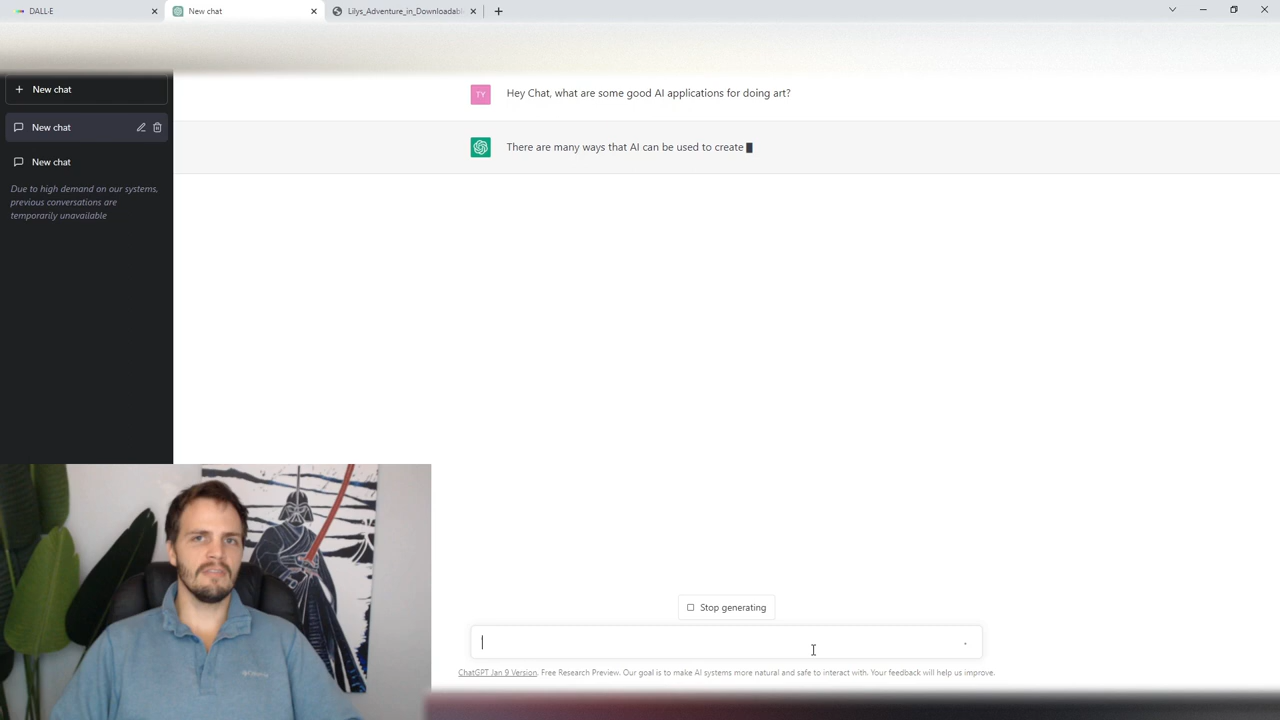 DALL·E
New chat
Lilys_Adventure_in_Downloadab
New chat
New chat
New chat
Due to high demand on our systems,
previous conversations are
temporarily unavailable
TY
Hey Chat, what are some good AI applications for doing art?
There are many ways that AI can be used to create
Stop generating
ChatGPT Jan 9 Version. Free Research Preview. Our goal is to make AI systems more natural and safe to interact with. Your feedback will help us improve.
Columbia